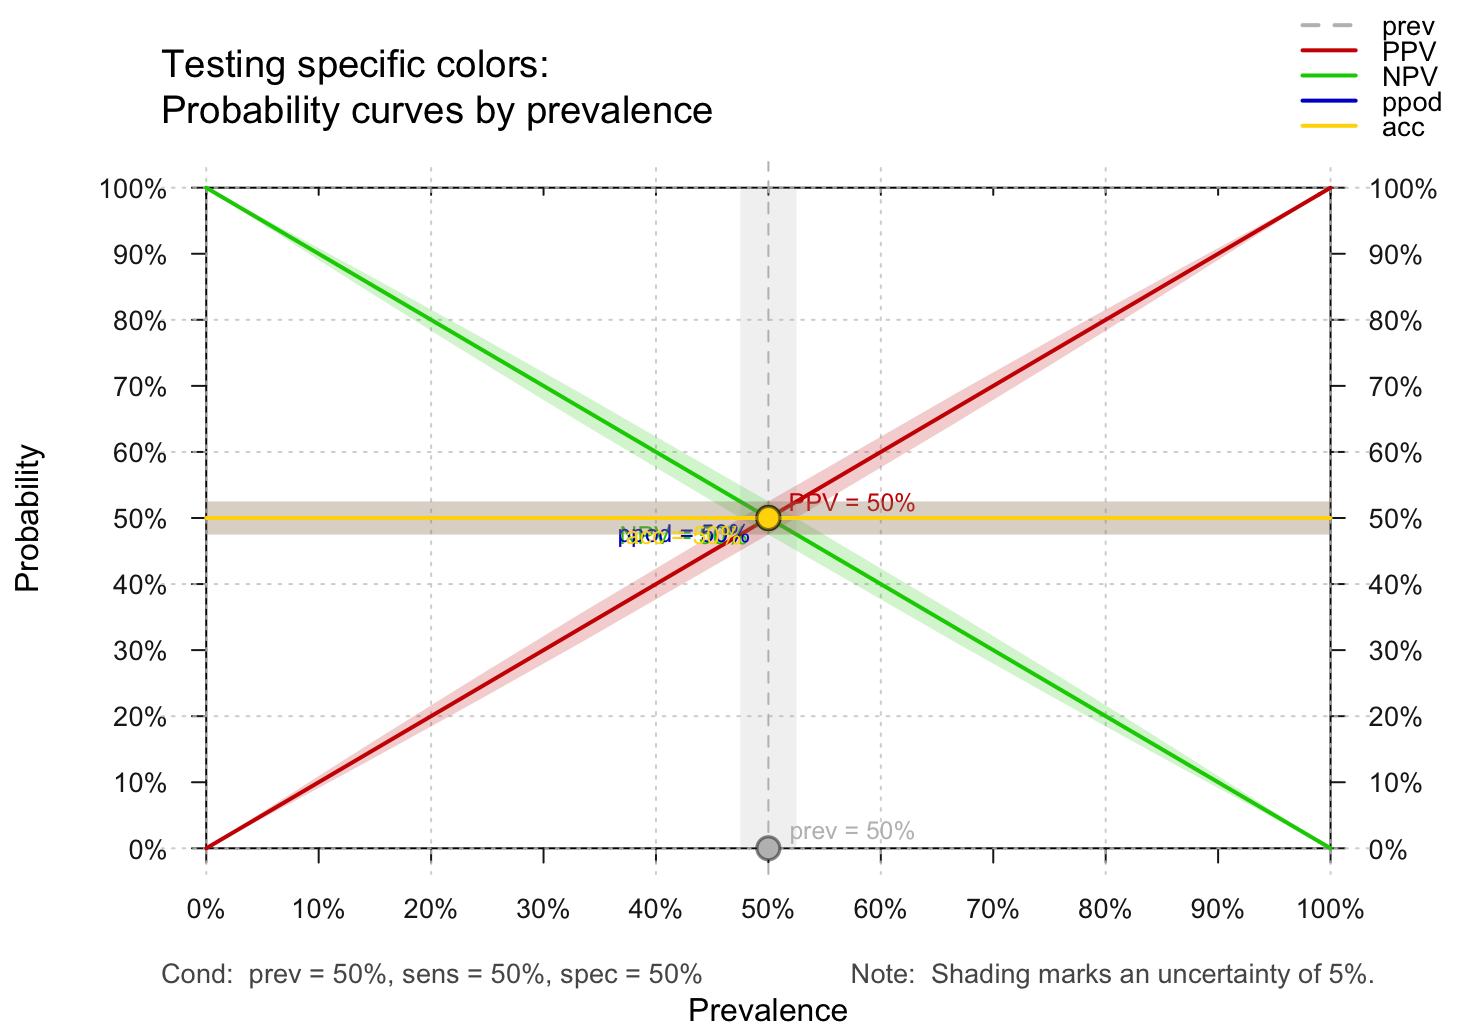 prev
PPV
NPV
ppod
acc
Testing specific colors:
Probability curves by prevalence
100%
90%
80%
70%
60%
50%
40%
30%
20%
10%
0%
100%
90%
80%
70%
60%
50%
40%
30%
20%
10%
0%
Probability
PPV = 50%
ppod = 50%
prev = 50%
0%
10%
20%
30%
40%
50%
60%
70%
80%
90%
100%
Cond:  prev = 50%, sens = 50%, spec = 50%
Note:  Shading marks an uncertainty of 5%.
Prevalence